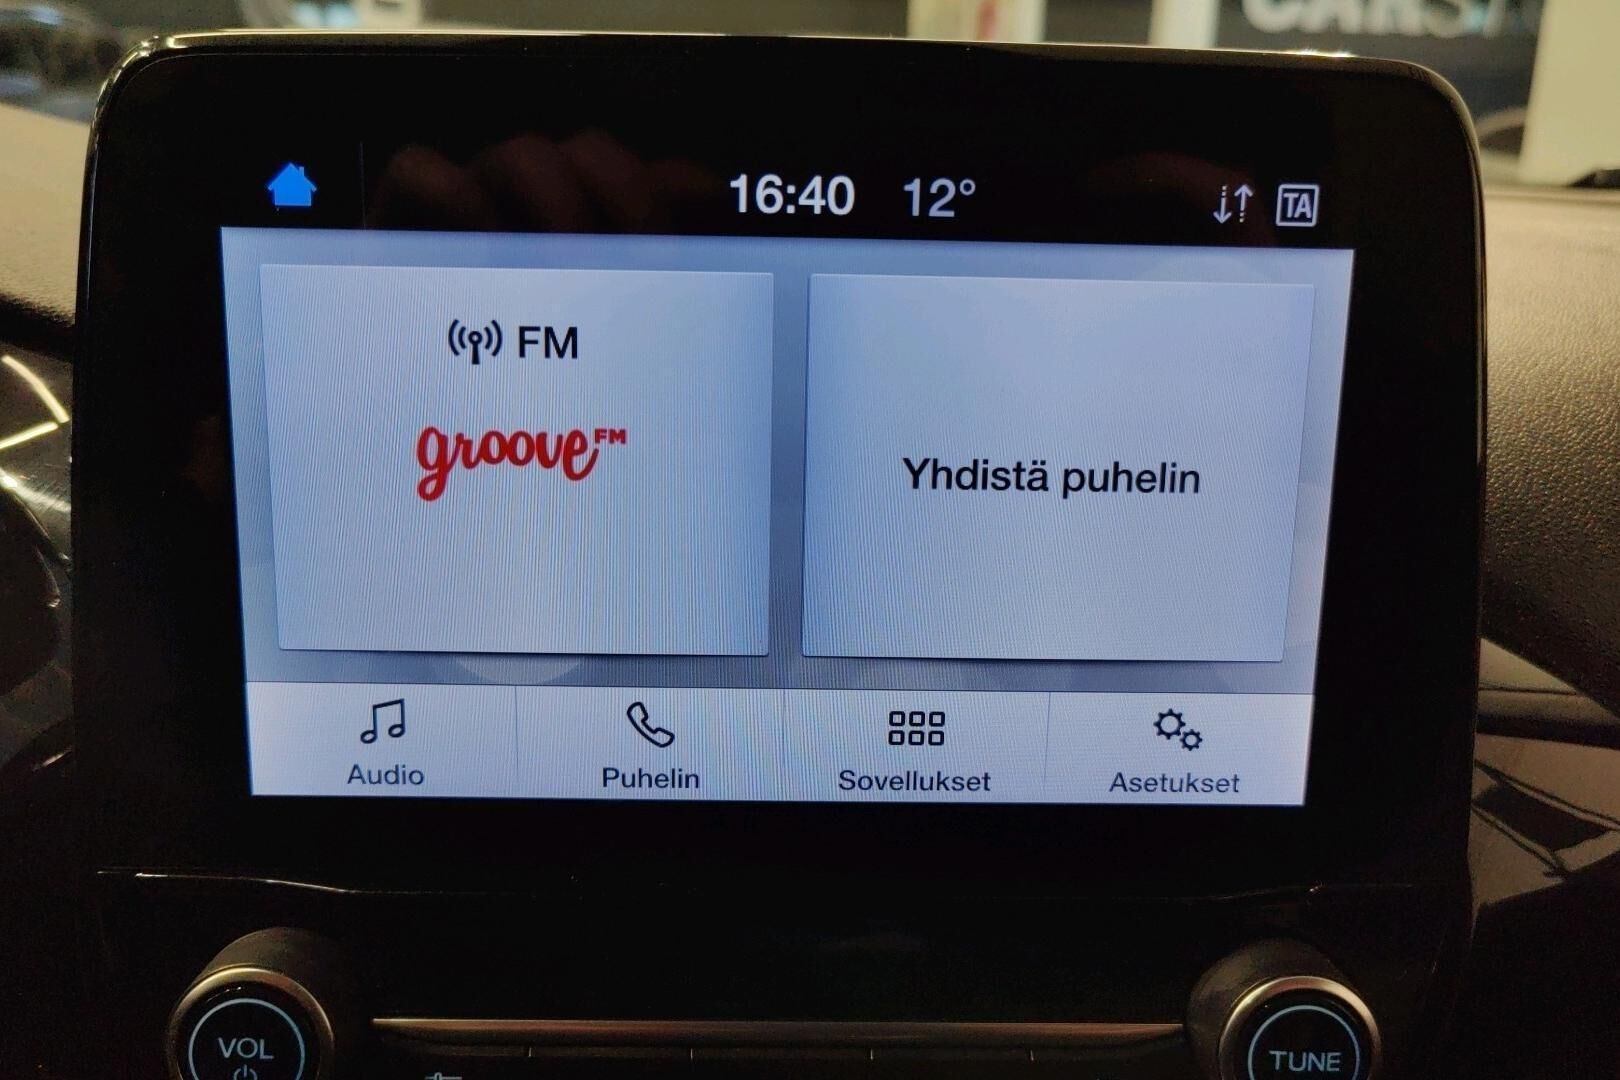 16:40 12°
TA
FM
groove FM
Yhdistä puhelin
Audio
Puhelin
Sovellukset
Asetukset
VOL
TUNE